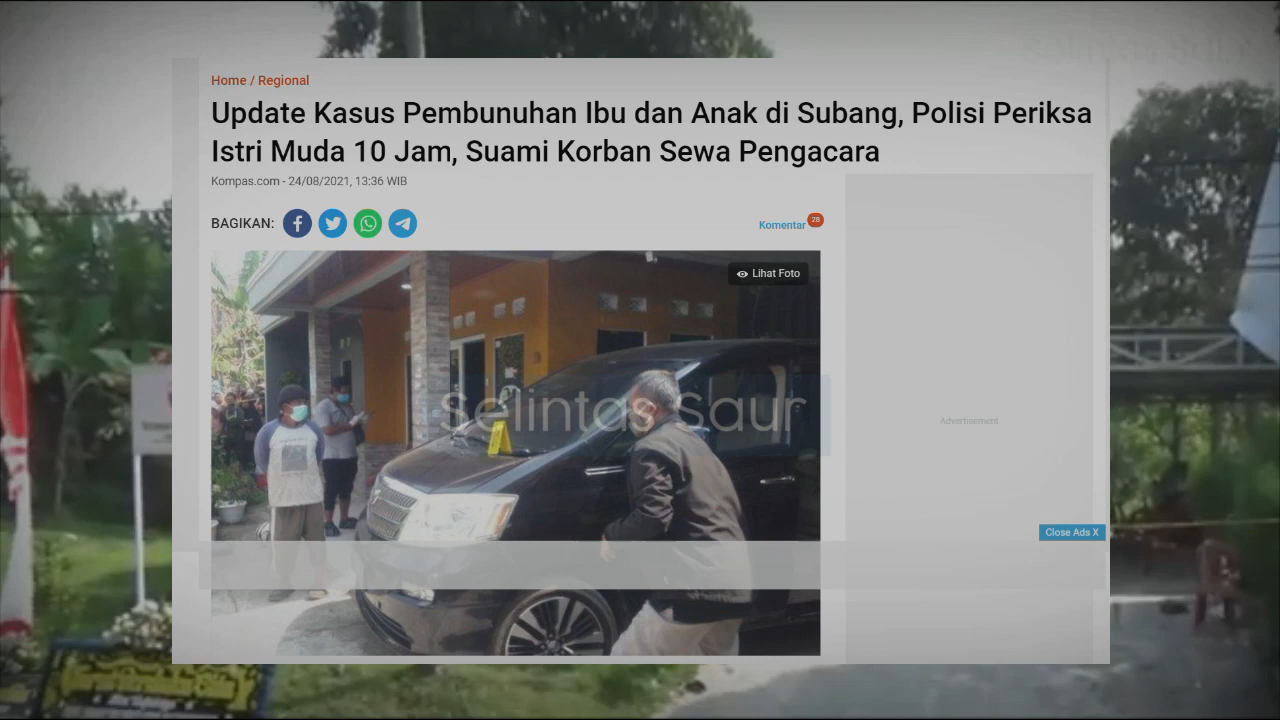 Home / Regional
Update Kasus Pembunuhan Ibu dan Anak di Subang, Polisi Periksa
Istri Muda 10 Jam, Suami Korban Sewa Pengacara
Kompas.com - 24/08/2021, 13:36 WIB
BAGIKAN:
Komentar 28
Lihat Foto
Selintas Saur
Advertisement
Close Ads X